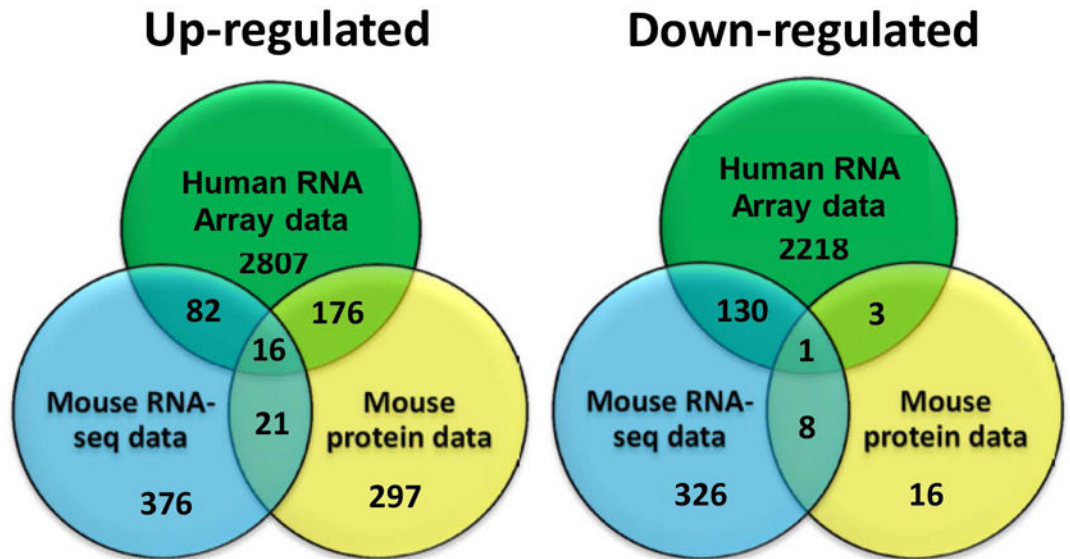 Up-regulated
Human RNA
Array data
2807
82
176
16
Mouse RNA-
seq data
21
Mouse
protein data
376
297
Down-regulated
Human RNA
Array data
2218
130
3
1
Mouse RNA-
seq data
8
Mouse
protein data
326
16